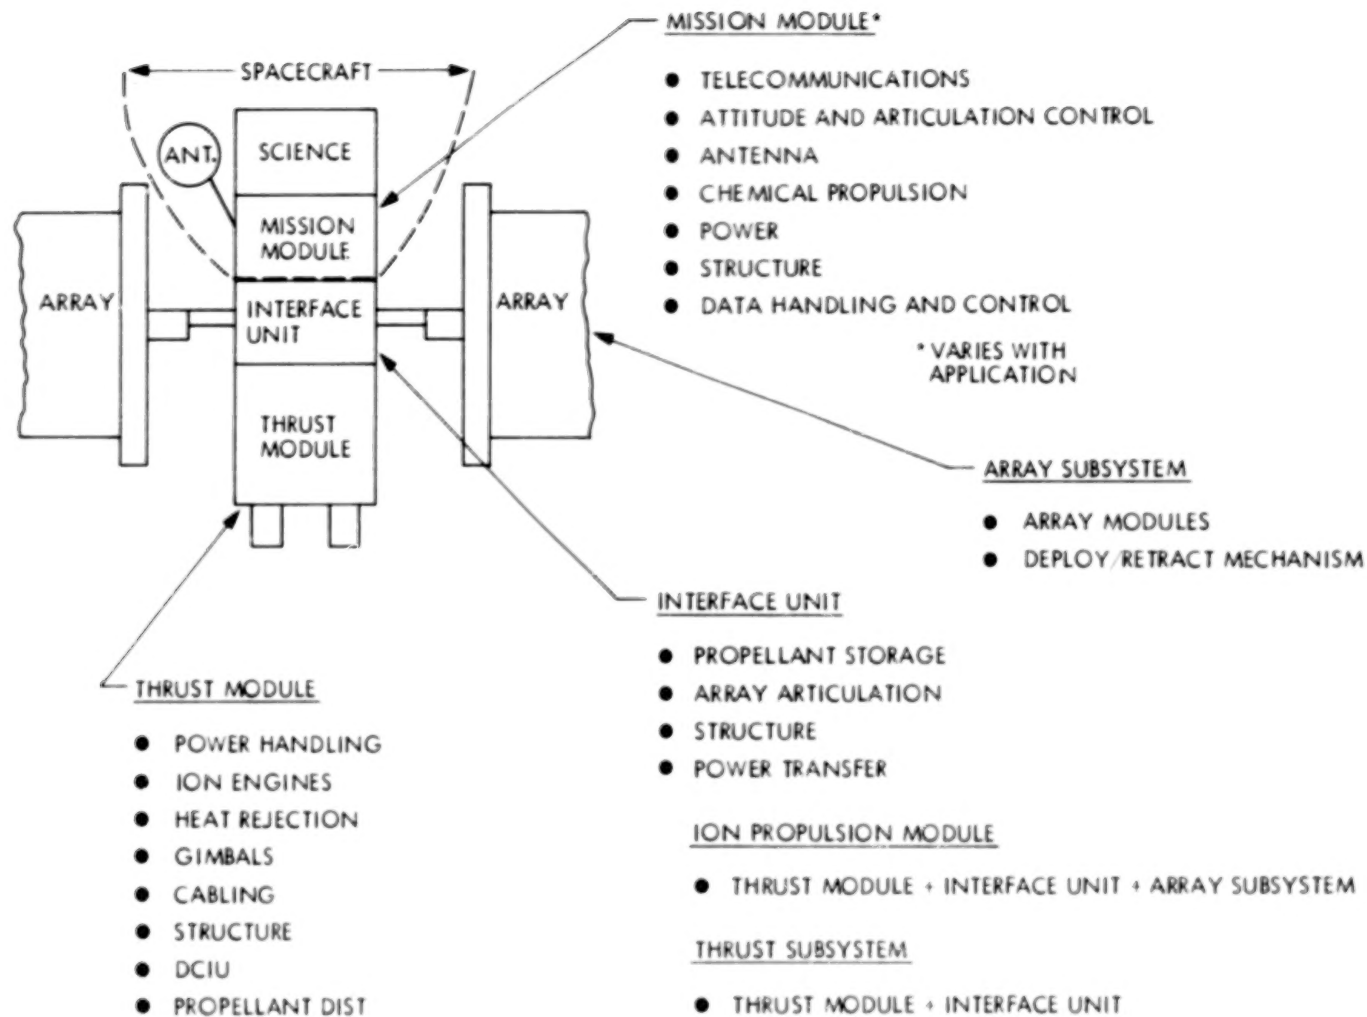 MISSION MODULE*
SPACECRAFT
● TELECOMMUNICATIONS
● ATTITUDE AND ARTICULATION CONTROL
● ANTENNA
● CHEMICAL PROPULSION
● POWER
● STRUCTURE
● DATA HANDLING AND CONTROL
* VARIES WITH
APPLICATION
ANT.
SCIENCE
MISSION
MODULE
ARRAY
INTERFACE
UNIT
ARRAY
THRUST
MODULE
ARRAY SUBSYSTEM
● ARRAY MODULES
● DEPLOY/RETRACT MECHANISM
INTERFACE UNIT
● PROPELLANT STORAGE
● ARRAY ARTICULATION
● STRUCTURE
● POWER TRANSFER
THRUST MODULE
● POWER HANDLING
● ION ENGINES
● HEAT REJECTION
● GIMBALS
● CABLING
● STRUCTURE
● DCIU
● PROPELLANT DIST
ION PROPULSION MODULE
● THRUST MODULE + INTERFACE UNIT + ARRAY SUBSYSTEM
THRUST SUBSYSTEM
● THRUST MODULE + INTERFACE UNIT